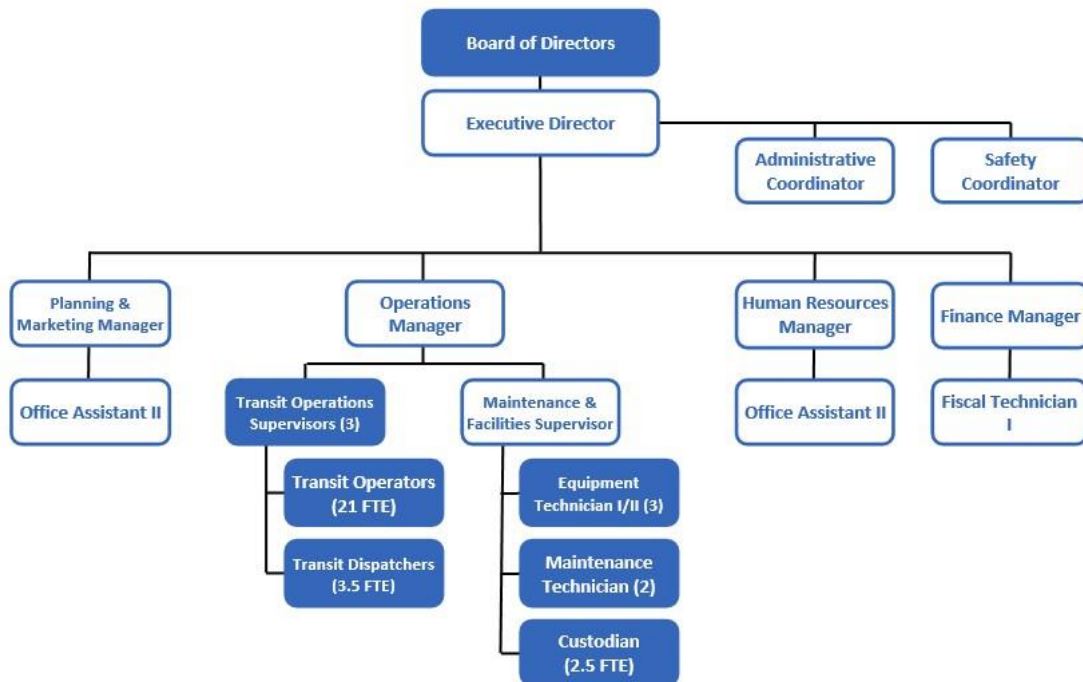 Board of Directors
Executive Director
Administrative
Coordinator
Safety
Coordinator
Planning &
Marketing Manager
Operations
Manager
Human Resources
Manager
Finance Manager
Office Assistant II
Transit Operations
Supervisors (3)
Maintenance &
Facilities Supervisor
Office Assistant II
Fiscal Technician
I
Transit Operators
(21 FTE)
Equipment
Technician I/II (3)
Transit Dispatchers
(3.5 FTE)
Maintenance
Technician (2)
Custodian
(2.5 FTE)